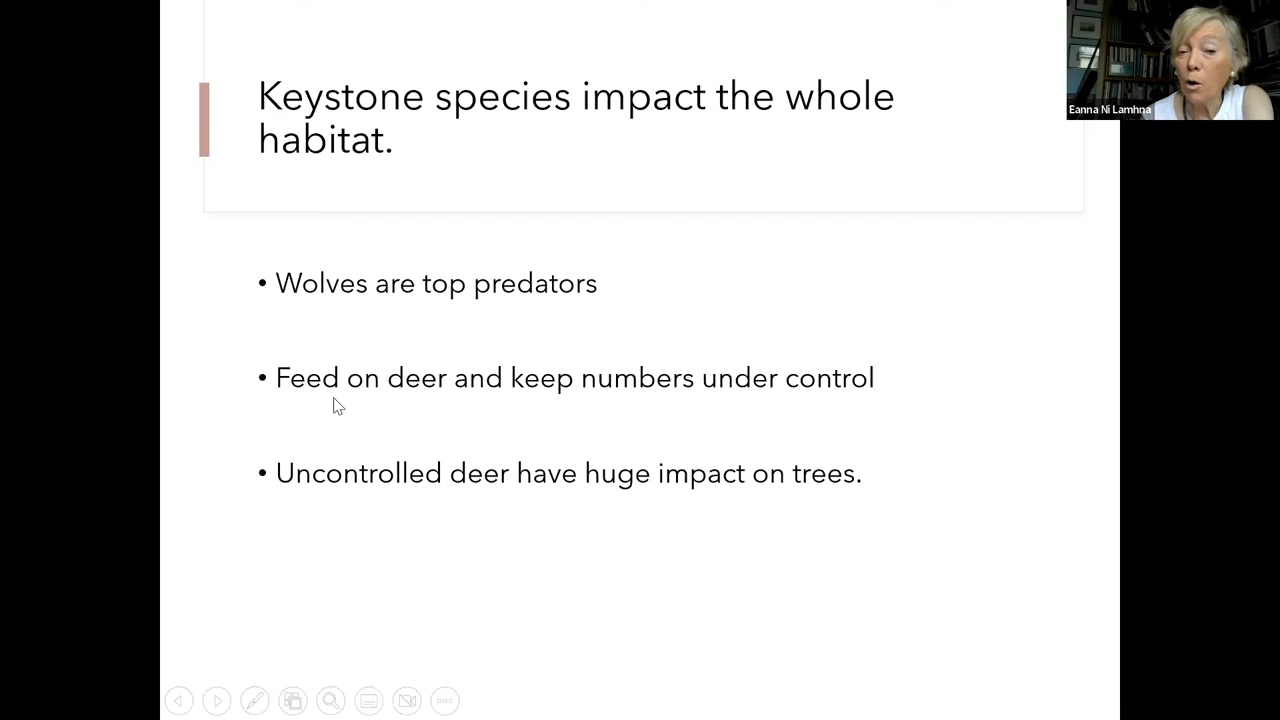 Keystone species impact the whole
habitat.
Eanna Ni Lamhna
• Wolves are top predators
• Feed on deer and keep numbers under control
• Uncontrolled deer have huge impact on trees.